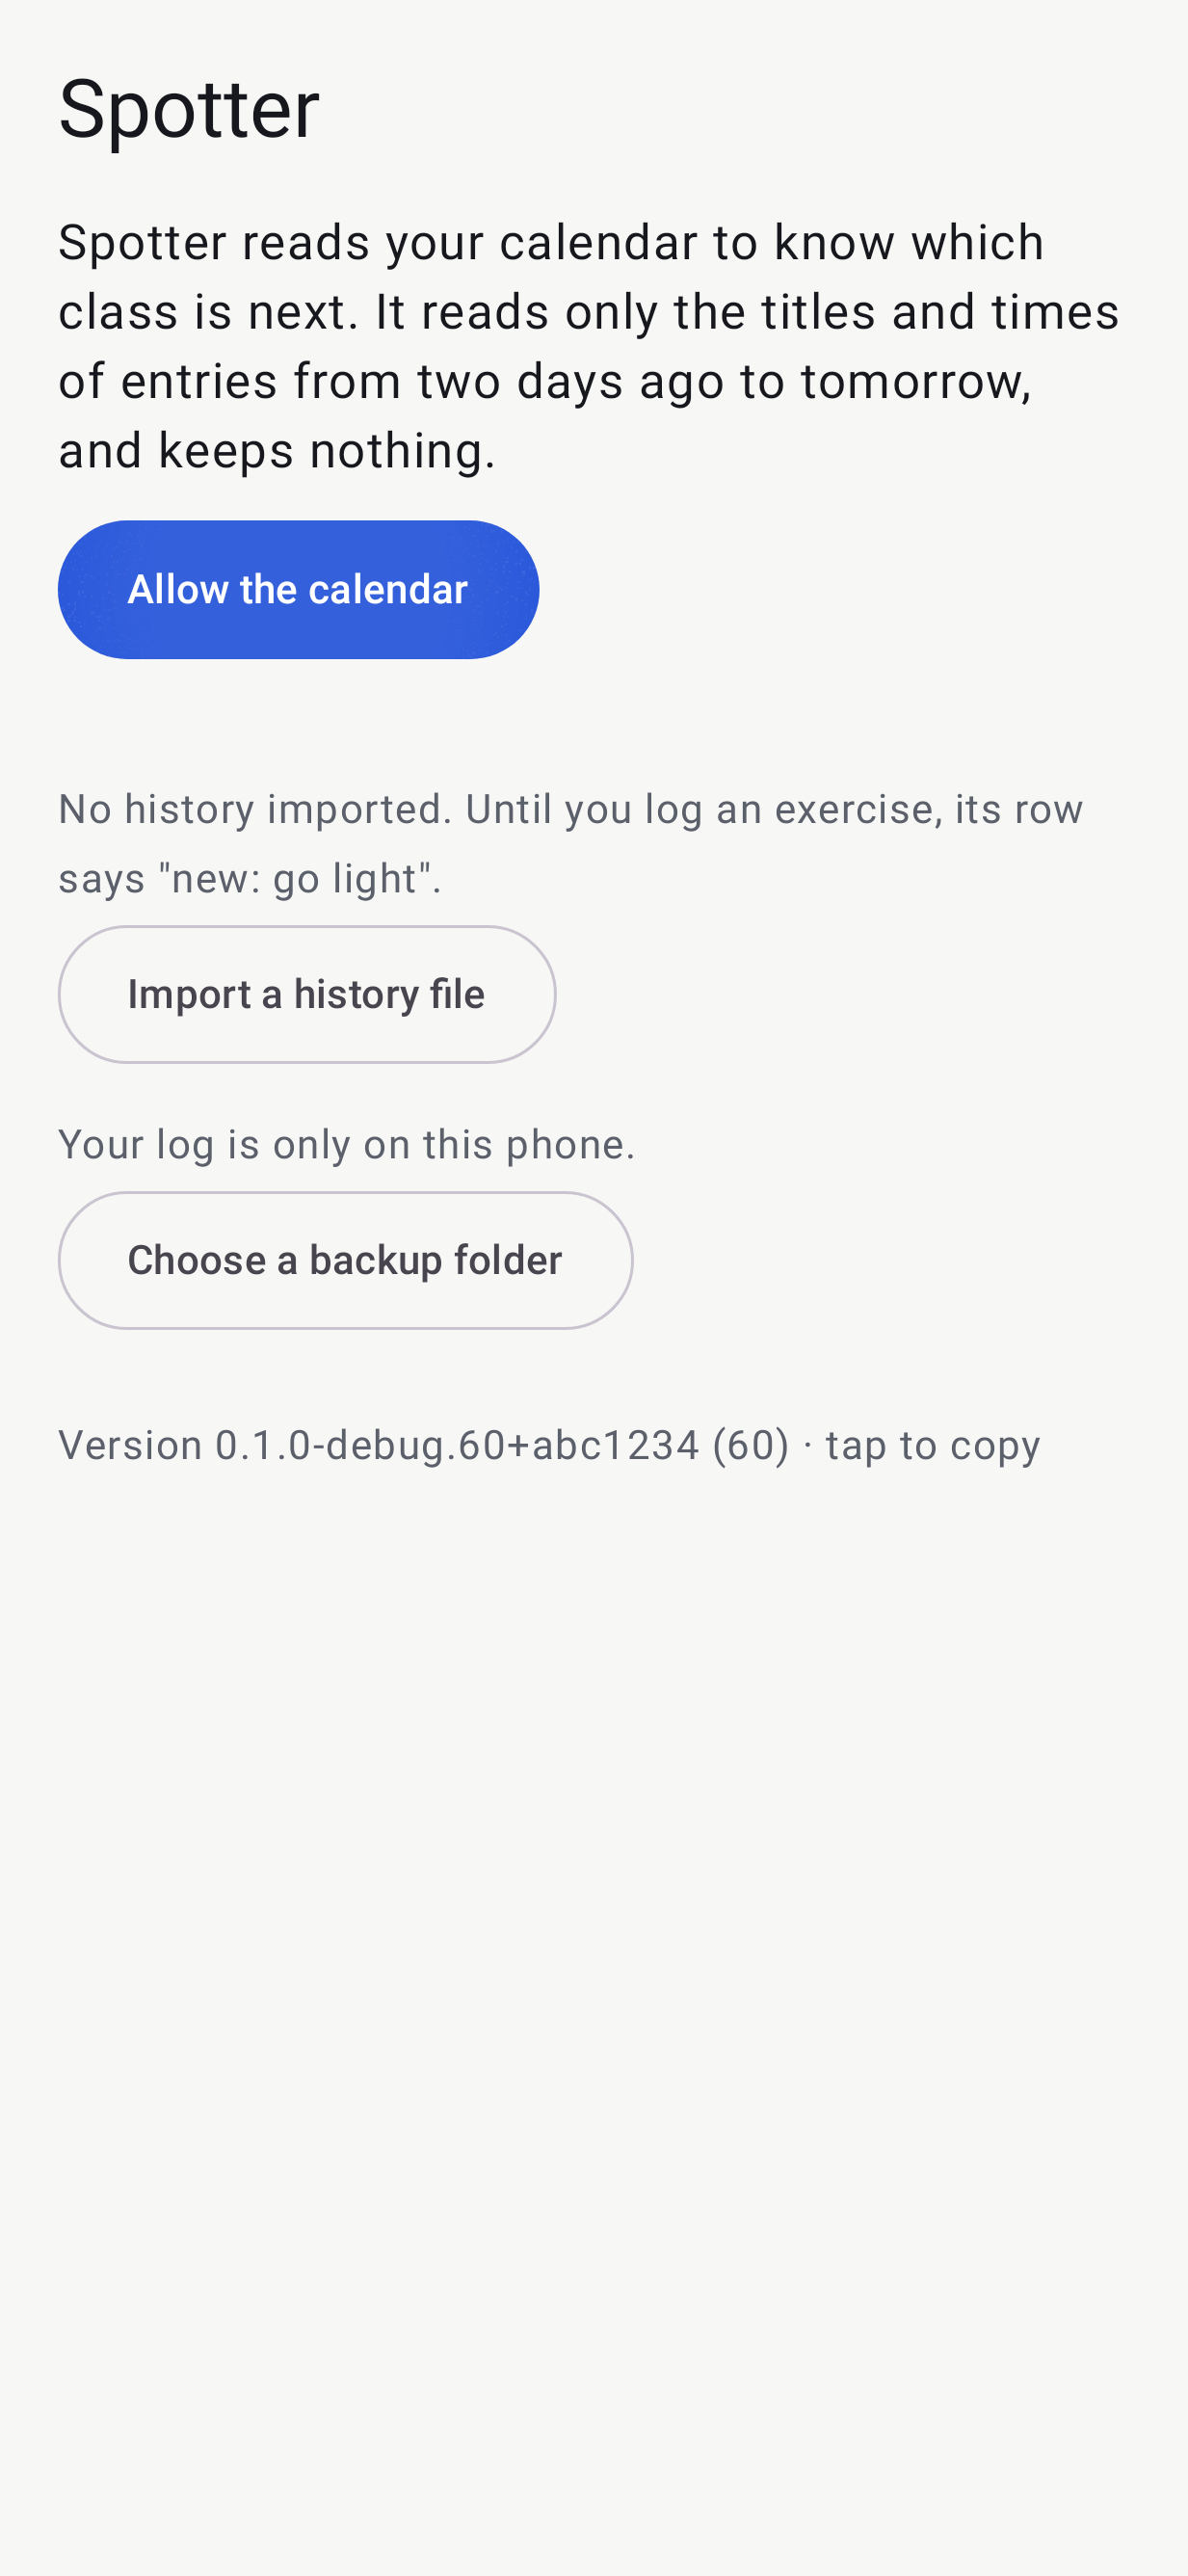 Spotter
Spotter reads your calendar to know which
class is next. It reads only the titles and times
of entries from two days ago to tomorrow,
and keeps nothing.
Allow the calendar
No history imported. Until you log an exercise, its row
says "new: go light".
Import a history file
Your log is only on this phone.
Choose a backup folder
Version 0.1.0-debug.60+abc1234 (60) · tap to copy